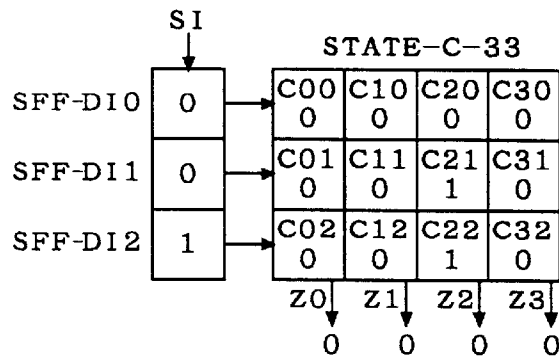 SI
STATE-C-33
SFF-DI0 0 C00 C10 C20 C30
0 0 0 0
SFF-DI1 0 C01 C11 C21 C31
0 0 1 0
SFF-DI2 1 C02 C12 C22 C32
0 0 1 0
Z0 Z1 Z2 Z3
0 0 0 0